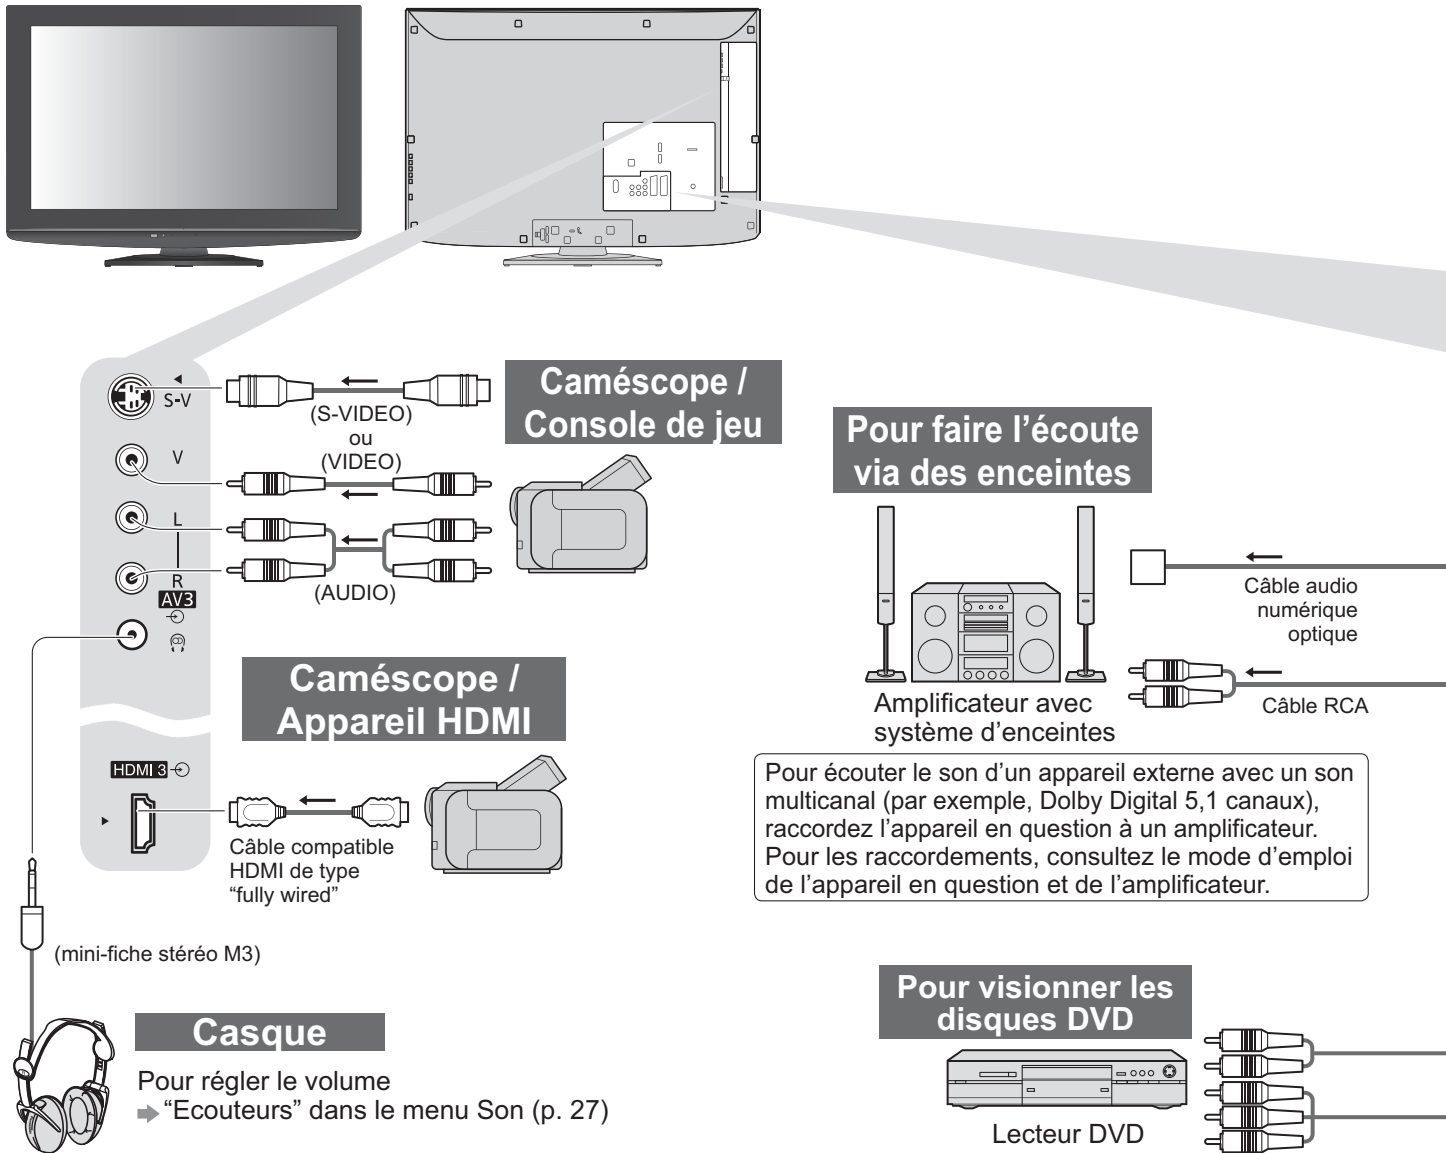 S-V
V
L
R
AV3
(S-VIDEO)
ou
(VIDEO)
(AUDIO)
Caméscope /
Console de jeu
Caméscope /
Appareil HDMI
HDMI 3
Câble compatible
HDMI de type
“fully wired”
(mini-fiche stéréo M3)
Casque
Pour régler le volume
“Ecouteurs” dans le menu Son (p. 27)
Pour faire l’écoute
via des enceintes
Câble audio
numérique
optique
Câble RCA
Amplificateur avec
système d’enceintes
Pour écouter le son d’un appareil externe avec un son
multicanal (par exemple, Dolby Digital 5,1 canaux),
raccordez l’appareil en question à un amplificateur.
Pour les raccordements, consultez le mode d’emploi
de l’appareil en question et de l’amplificateur.
Pour visionner les
disques DVD
Lecteur DVD